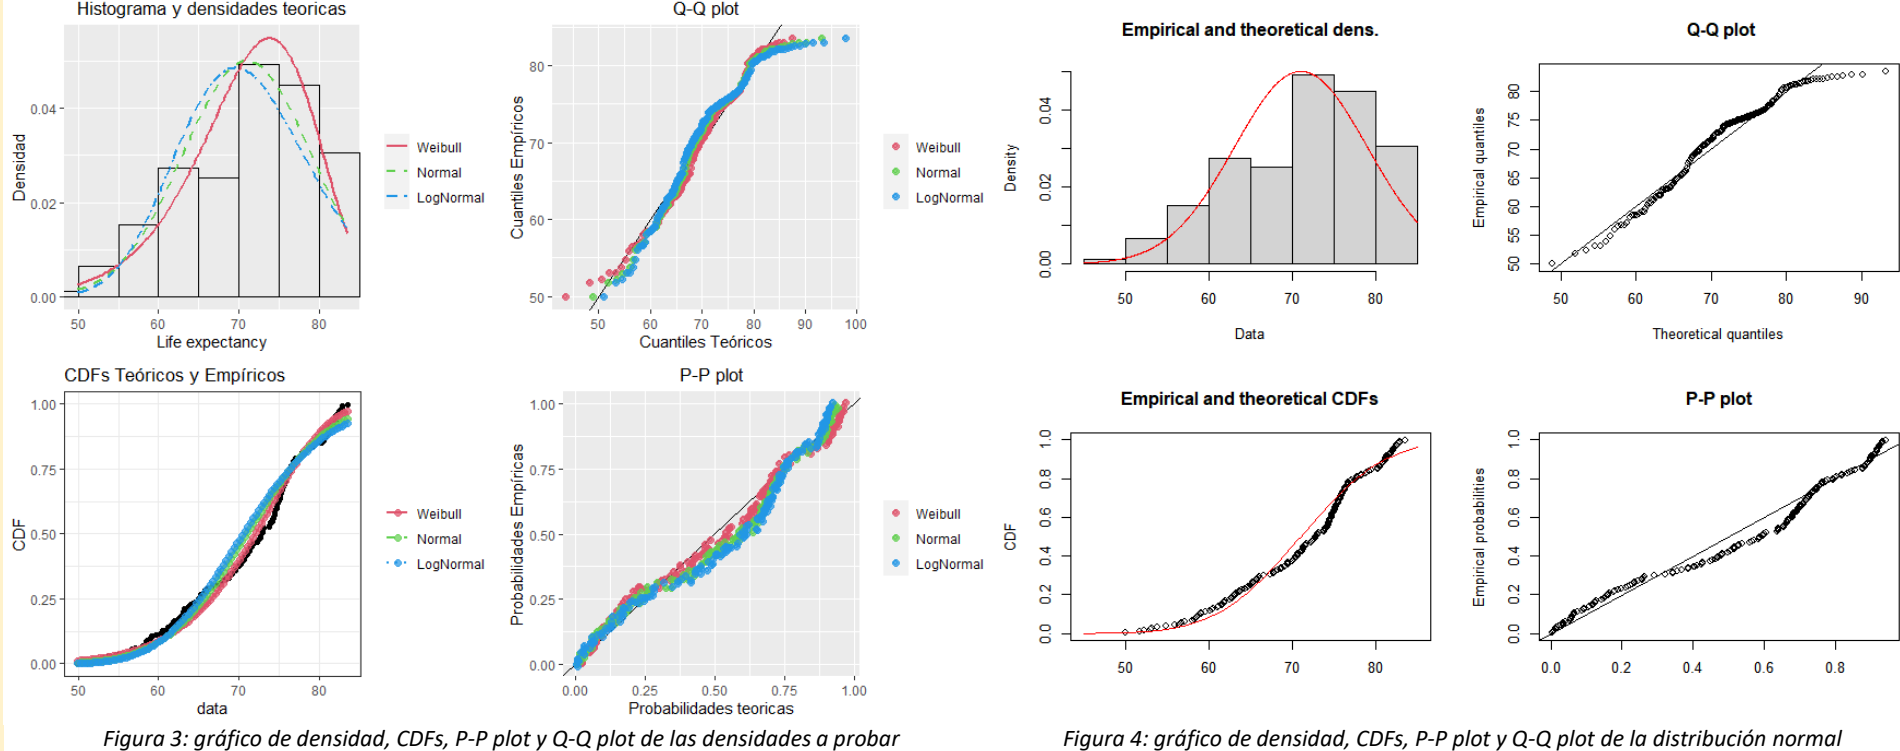 Histograma y densidades teoricas
Densidad
0.04
0.02
0.00
50 60 70 80
Life expectancy
Weibull
Normal
LogNormal
Q-Q plot
Cuantiles Empíricos
80
70
60
50
50 60 70 80 90 100
Cuantiles Teóricos
Weibull
Normal
LogNormal
CDFs Teóricos y Empíricos
CDF
1.00
0.75
0.50
0.25
0.00
50 60 70 80
data
Weibull
Normal
LogNormal
P-P plot
Probabilidades Empíricas
1.00
0.75
0.50
0.25
0.00
0.00 0.25 0.50 0.75 1.00
Probabilidades teoricas
Weibull
Normal
LogNormal
Figura 3: gráfico de densidad, CDFs, P-P plot y Q-Q plot de las densidades a probar
Empirical and theoretical dens.
Density
0.04
0.02
0.00
50 60 70 80
Data
Q-Q plot
Empirical quantiles
80
75
70
65
60
55
50
50 60 70 80 90
Theoretical quantiles
Empirical and theoretical CDFs
CDF
1.0
0.8
0.6
0.4
0.2
0.0
50 60 70 80
P-P plot
Empirical probabilities
1.0
0.8
0.6
0.4
0.2
0.0
0.0 0.2 0.4 0.6 0.8
Figura 4: gráfico de densidad, CDFs, P-P plot y Q-Q plot de la distribución normal